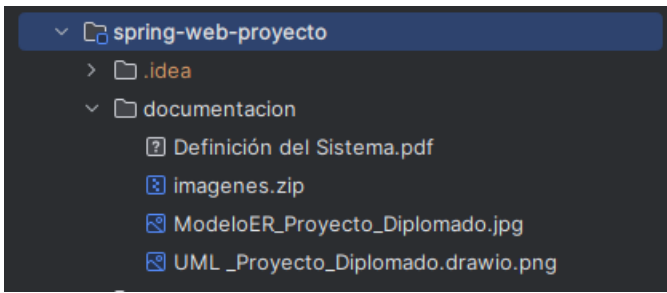 spring-web-proyecto
.idea
documentacion
Definición del Sistema.pdf
imagenes.zip
ModeloER_Proyecto_Diplomado.jpg
UML _Proyecto_Diplomado.drawio.png